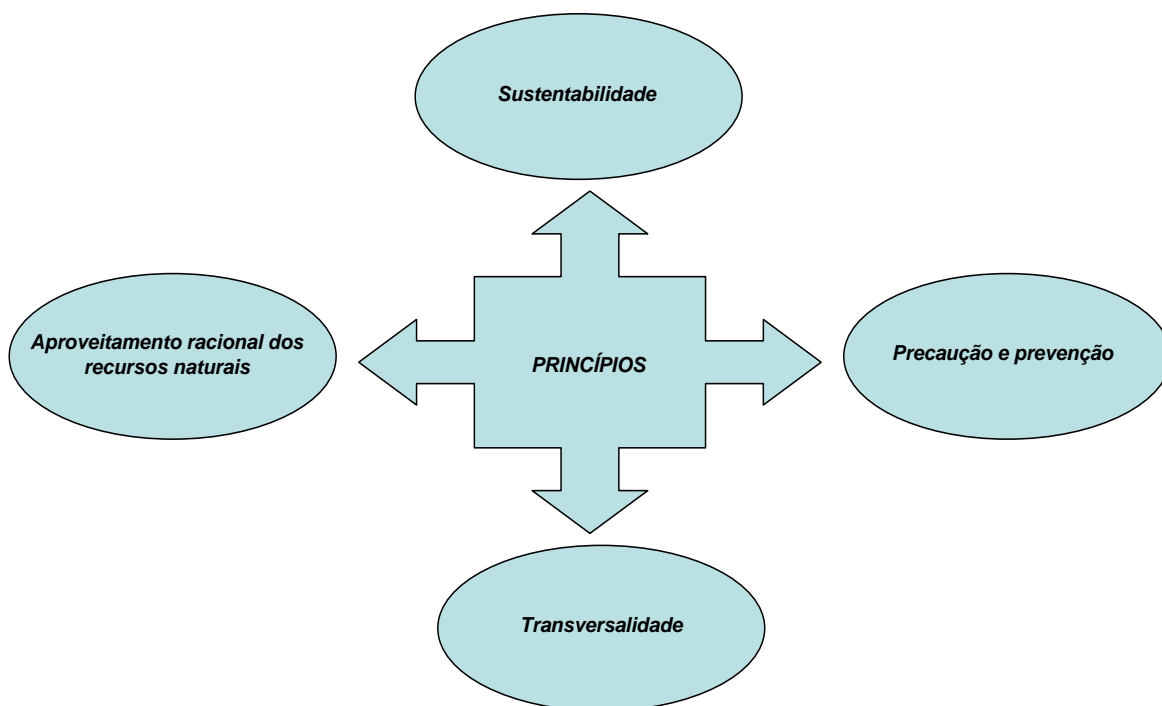 Sustentabilidade
Aproveitamento racional dos
recursos naturais
PRINCÍPIOS
Precaução e prevenção
Transversalidade